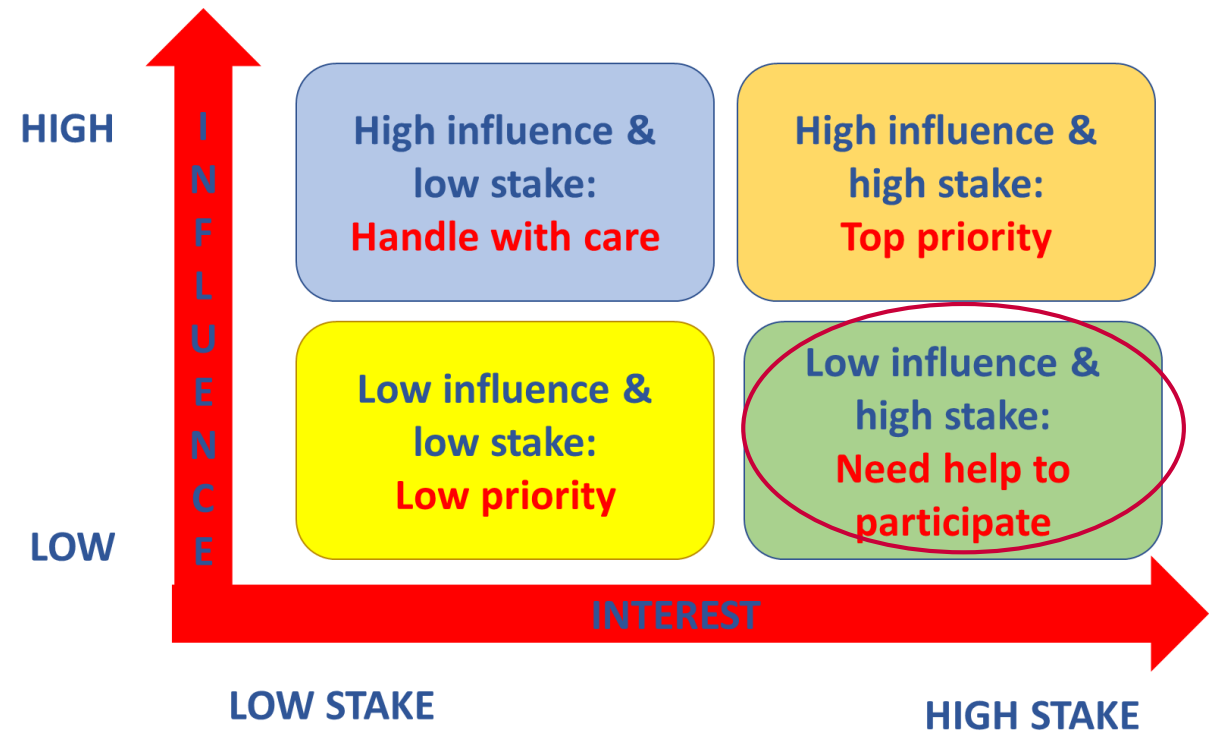 HIGH
INFLUENCE
High influence &
low stake:
Handle with care
High influence &
high stake:
Top priority
Low influence &
low stake:
Low priority
Low influence &
high stake:
Need help to
participate
LOW
INTEREST
LOW STAKE
HIGH STAKE